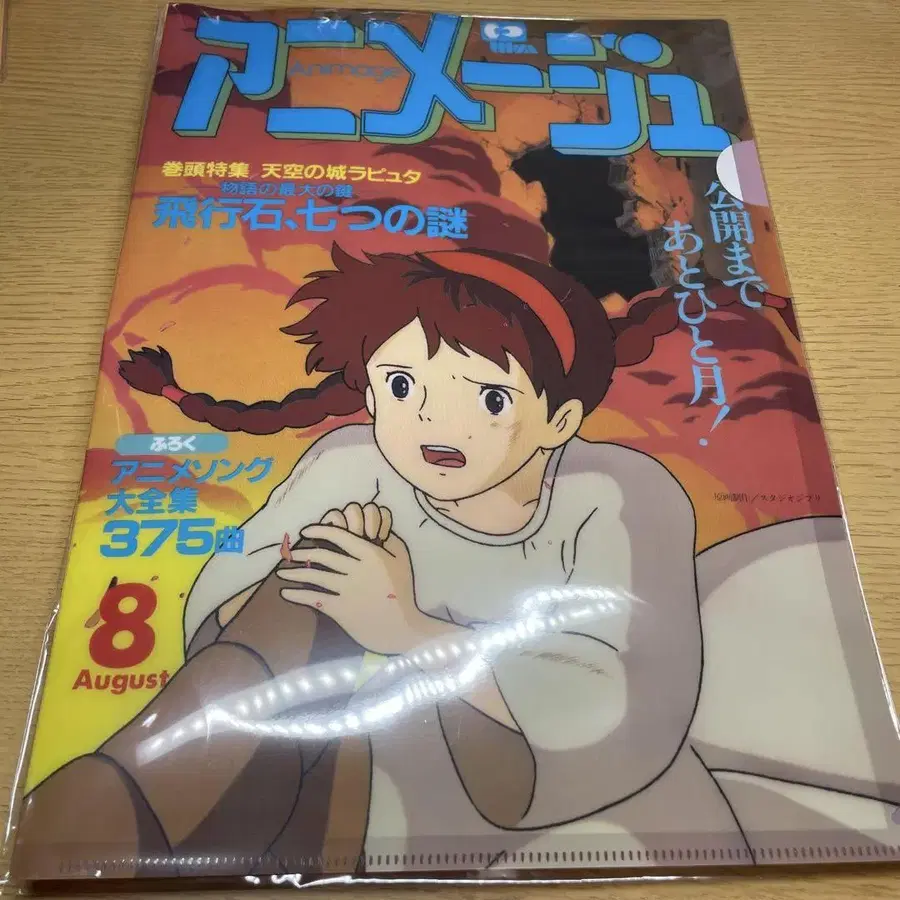 アニメージュ
Animage
巻頭特集 天空の城ラピュタ
物語の最大の鍵
飛行石、七つの謎
公開まで
あとひと月!
ふろく
アニメソング
大全集
375曲
8
August